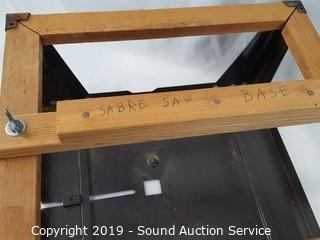 SABRE SAW BASE
Copyright 2019 - Sound Auction Service